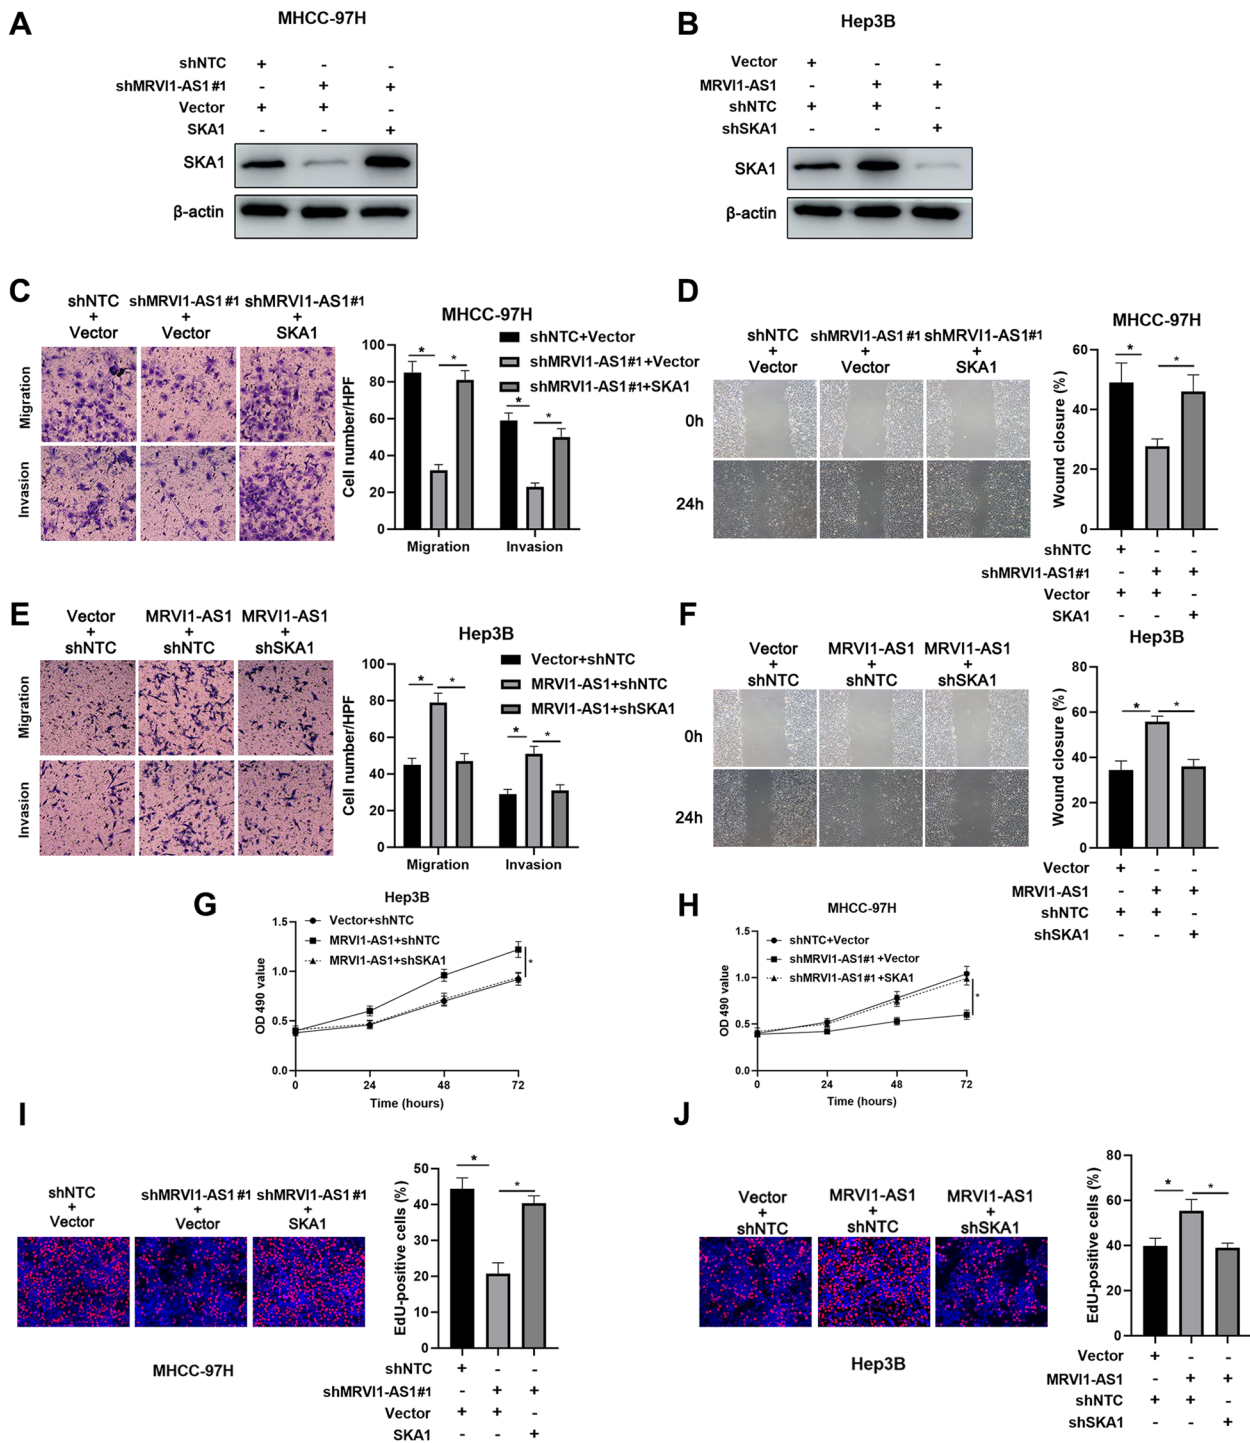 A
MHCC-97H
shNTC + - -
shMRVI1-AS1#1 - + +
Vector + + -
SKA1 - - +
SKA1
β-actin
B
Hep3B
Vector + - -
MRVI1-AS1 - + +
shNTC + + -
shSKA1 - - +
SKA1
β-actin
C
shNTC
+
Vector
shMRVI1-AS1#1
+
Vector
shMRVI1-AS1#1
+
SKA1
Migration
Invasion
MHCC-97H
shNTC+Vector
shMRVI1-AS1#1+Vector
shMRVI1-AS1#1+SKA1
Cell number/HPF
100
80
60
40
20
0
* * * *
Migration Invasion
D
shNTC
+
Vector
shMRVI1-AS1#1
+
Vector
shMRVI1-AS1#1
+
SKA1
0h
24h
MHCC-97H
Wound closure (%)
60
40
20
0
* *
shNTC + - -
shMRVI1-AS1#1 - + +
Vector + + -
SKA1 - - +
E
Vector
+
shNTC
MRVI1-AS1
+
shNTC
MRVI1-AS1
+
shSKA1
Migration
Invasion
Hep3B
Vector+shNTC
MRVI1-AS1+shNTC
MRVI1-AS1+shSKA1
Cell number/HPF
100
80
60
40
20
0
* * * *
Migration Invasion
F
Vector
+
shNTC
MRVI1-AS1
+
shNTC
MRVI1-AS1
+
shSKA1
0h
24h
Hep3B
Wound closure (%)
80
60
40
20
0
* *
Vector + - -
MRVI1-AS1 - + +
shNTC + + -
shSKA1 - - +
G
Hep3B
Vector+shNTC
MRVI1-AS1+shNTC
MRVI1-AS1+shSKA1
OD 490 value
1.5
1.0
0.5
0.0
*
0 24 48 72
Time (hours)
H
MHCC-97H
shNTC+Vector
shMRVI1-AS1#1+Vector
shMRVI1-AS1#1+SKA1
OD 490 value
1.5
1.0
0.5
0.0
*
0 24 48 72
Time (hours)
I
shNTC
+
Vector
shMRVI1-AS1#1
+
Vector
shMRVI1-AS1#1
+
SKA1
MHCC-97H
EdU-positive cells (%)
50
40
30
20
10
0
* *
shNTC + - -
shMRVI1-AS1#1 - + +
Vector + + -
SKA1 - - +
J
Vector
+
shNTC
MRVI1-AS1
+
shNTC
MRVI1-AS1
+
shSKA1
Hep3B
EdU-positive cells (%)
80
60
40
20
0
* *
Vector + - -
MRVI1-AS1 - + +
shNTC + + -
shSKA1 - - +